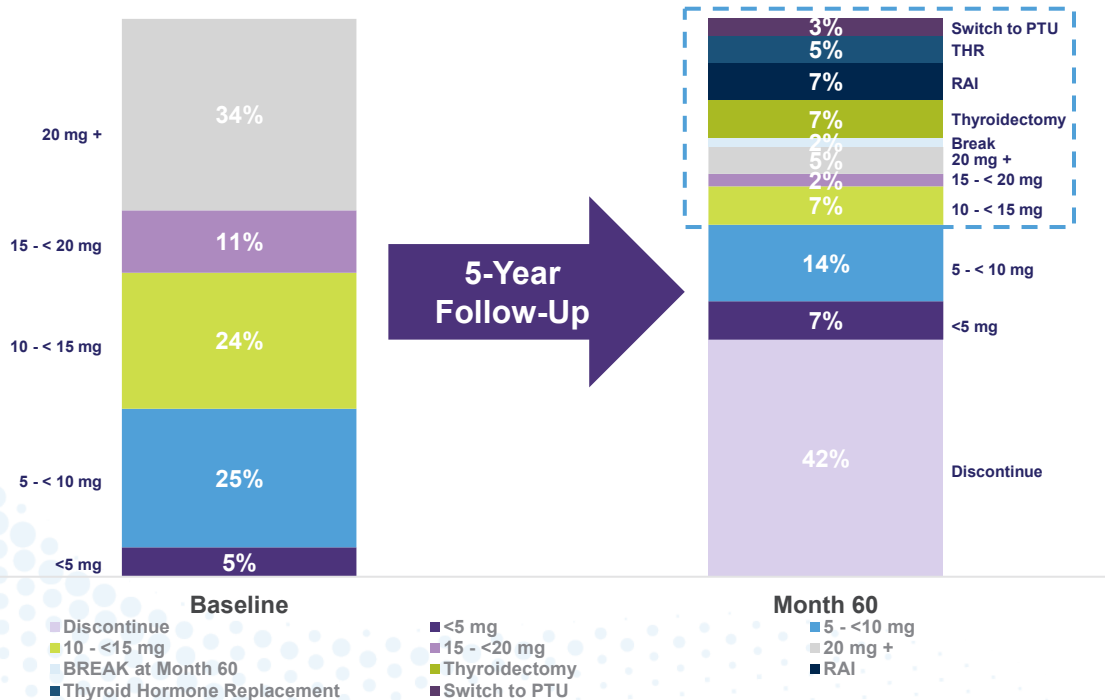 34%
20 mg +
11%
15 - < 20 mg
24%
10 - < 15 mg
25%
5 - < 10 mg
5%
<5 mg
Baseline
5-Year
Follow-Up
3%
Switch to PTU
5%
THR
7%
RAI
7%
Thyroidectomy
2%
Break
5%
20 mg +
2%
15 - < 20 mg
7%
10 - < 15 mg
14%
5 - < 10 mg
7%
<5 mg
42%
Discontinue
Month 60
Discontinue
<5 mg
5 - <10 mg
10 - <15 mg
15 - <20 mg
20 mg +
BREAK at Month 60
Thyroidectomy
RAI
Thyroid Hormone Replacement
Switch to PTU